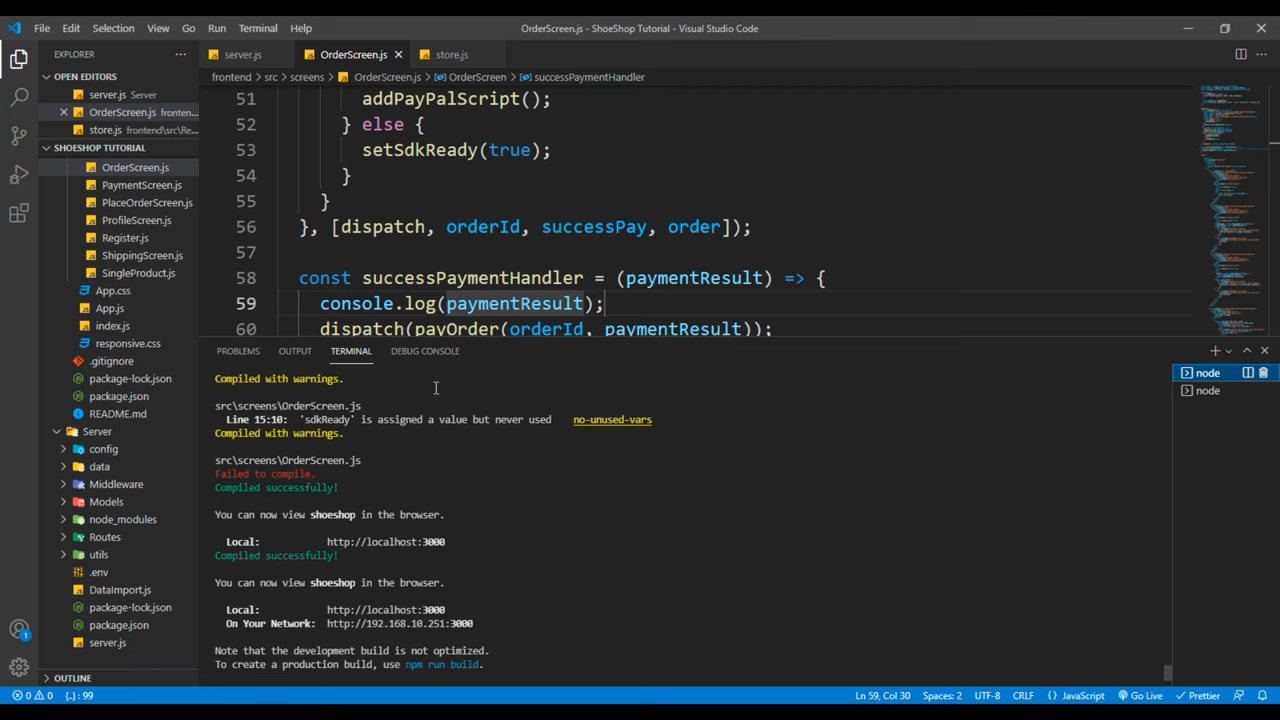 File Edit Selection View Go Run Terminal Help OrderScreen.js - ShoeShop Tutorial - Visual Studio Code
EXPLORER
server.js OrderScreen.js store.js
OPEN EDITORS
server.js Server
OrderScreen.js fronten...
store.js frontend\src\Re...
SHOESHOP TUTORIAL
OrderScreen.js
PaymentScreen.js
PlaceOrderScreen.js
ProfileScreen.js
Register.js
ShippingScreen.js
SingleProduct.js
App.css
App.js
index.js
responsive.css
.gitignore
package-lock.json
package.json
README.md
Server
config
data
Middleware
Models
node_modules
Routes
utils
.env
DataImport.js
package-lock.json
package.json
server.js
OUTLINE
frontend > src > screens > OrderScreen.js > OrderScreen > successPaymentHandler
51 addPayPalScript();
52 } else {
53 setSdkReady(true);
54 }
55 }
56 }, [dispatch, orderId, successPay, order]);
57
58 const successPaymentHandler = (paymentResult) => {
59 console.log(paymentResult);
60 dispatch(payOrder(orderId, paymentResult));
PROBLEMS OUTPUT TERMINAL DEBUG CONSOLE
node
node
Compiled with warnings.
src\screens\OrderScreen.js
Line 15:10: 'sdkReady' is assigned a value but never used no-unused-vars
Compiled with warnings.
src\screens\OrderScreen.js
Failed to compile.
Compiled successfully!
You can now view shoeshop in the browser.
Local: http://localhost:3000
Compiled successfully!
You can now view shoeshop in the browser.
Local: http://localhost:3000
On Your Network: http://192.168.10.251:3000
Note that the development build is not optimized.
To create a production build, use npm run build.
1
0 0 {..}: 99 Ln 59, Col 30 Spaces: 2 UTF-8 CRLF { } JavaScript Go Live Prettier